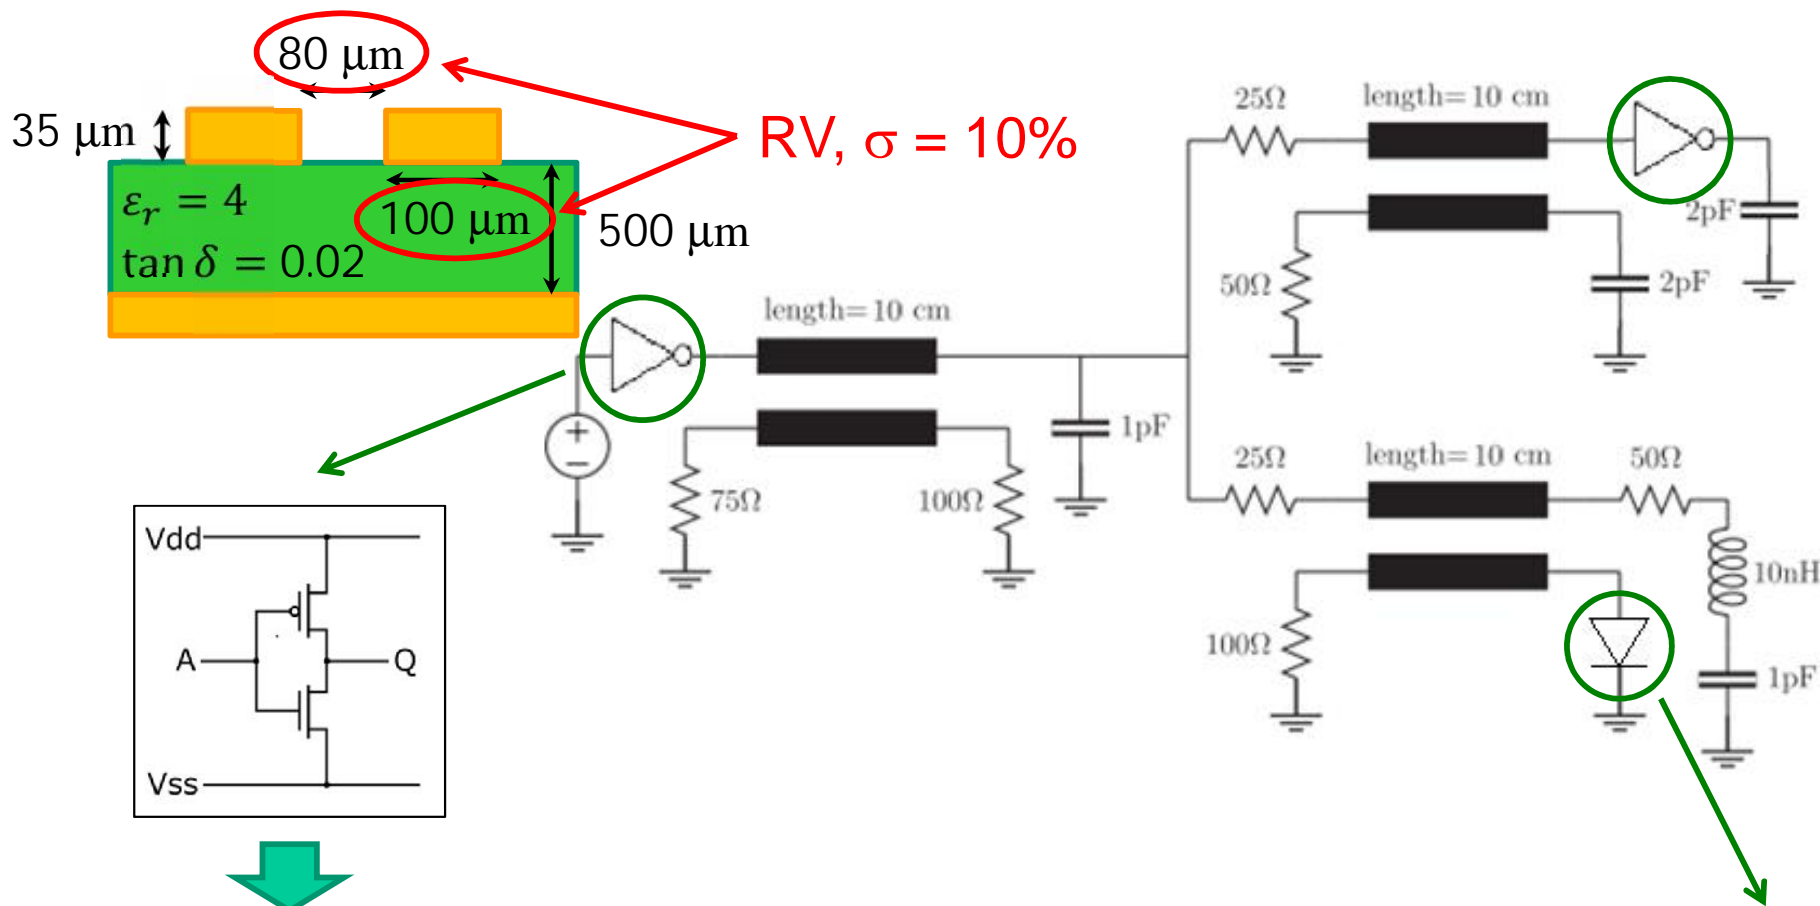 80 μm
35 μm
RV, σ = 10%
εr = 4
tan δ = 0.02
100 μm
500 μm
25Ω
length=10 cm
2pF
50Ω
2pF
length=10 cm
1pF
75Ω
100Ω
25Ω
length=10 cm
50Ω
10nH
100Ω
1pF
+
−
Vdd
A
Q
Vss